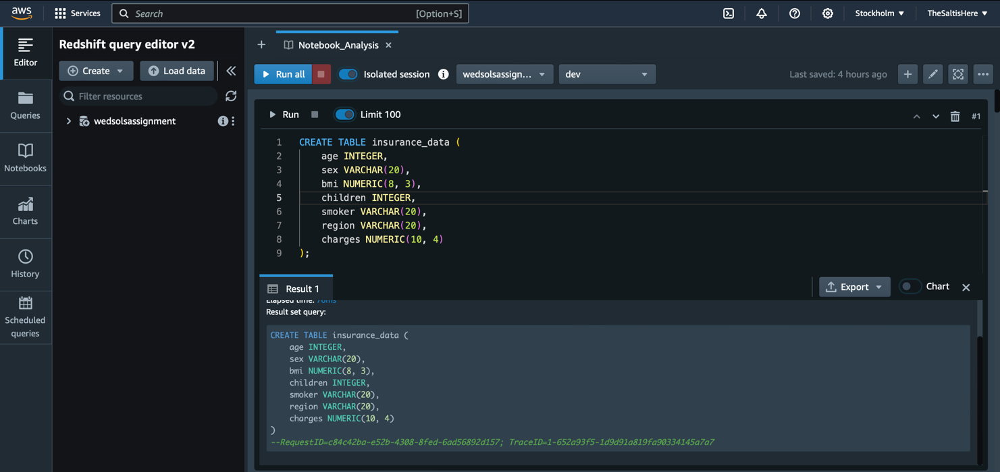 aws
Services
Search
[Option+S]
Stockholm
TheSaltisHere
Editor
Queries
Notebooks
Charts
History
Scheduled
queries
Redshift query editor v2
Create
Load data
Filter resources
wedsolsassignment
Notebook_Analysis
Run all
Isolated session
wedsolsassign...
dev
Last saved: 4 hours ago
Run
Limit 100
#1
1 CREATE TABLE insurance_data (
2 age INTEGER,
3 sex VARCHAR(20),
4 bmi NUMERIC(8, 3),
5 children INTEGER,
6 smoker VARCHAR(20),
7 region VARCHAR(20),
8 charges NUMERIC(10, 4)
9 );
Result 1
Export
Chart
Elapsed time: 76ms
Result set query:
CREATE TABLE insurance_data (
age INTEGER,
sex VARCHAR(20),
bmi NUMERIC(8, 3),
children INTEGER,
smoker VARCHAR(20),
region VARCHAR(20),
charges NUMERIC(10, 4)
)
--RequestID=c84c42ba-e52b-4308-8fed-6ad56892d157; TraceID=1-652a93f5-1d9d91a819fa90334145a7a7